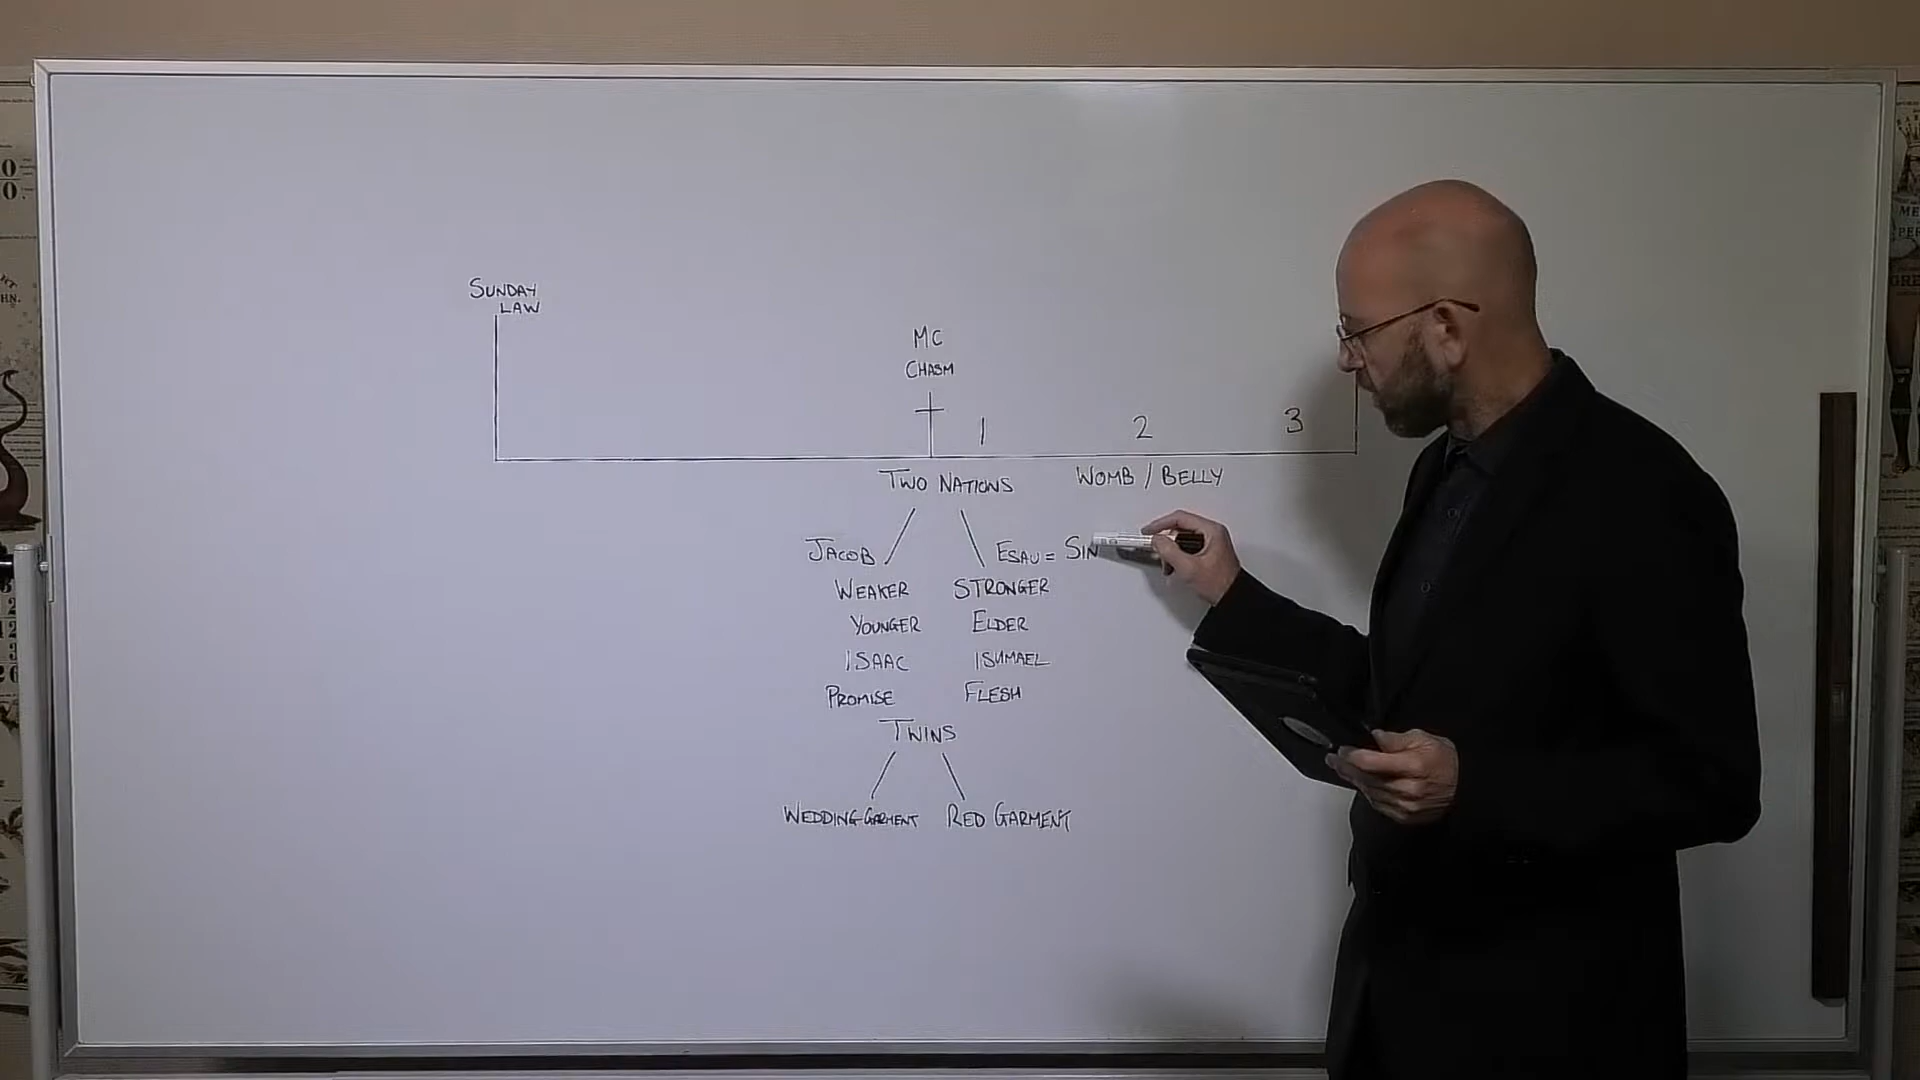 SUNDAY
LAW
MC
CHASM
1 2 3
TWO NATIONS WOMB / BELLY
JACOB ESAU = SIN
WEAKER STRONGER
YOUNGER ELDER
ISAAC ISHMAEL
PROMISE FLESH
TWINS
WEDDING GARMENT RED GARMENT